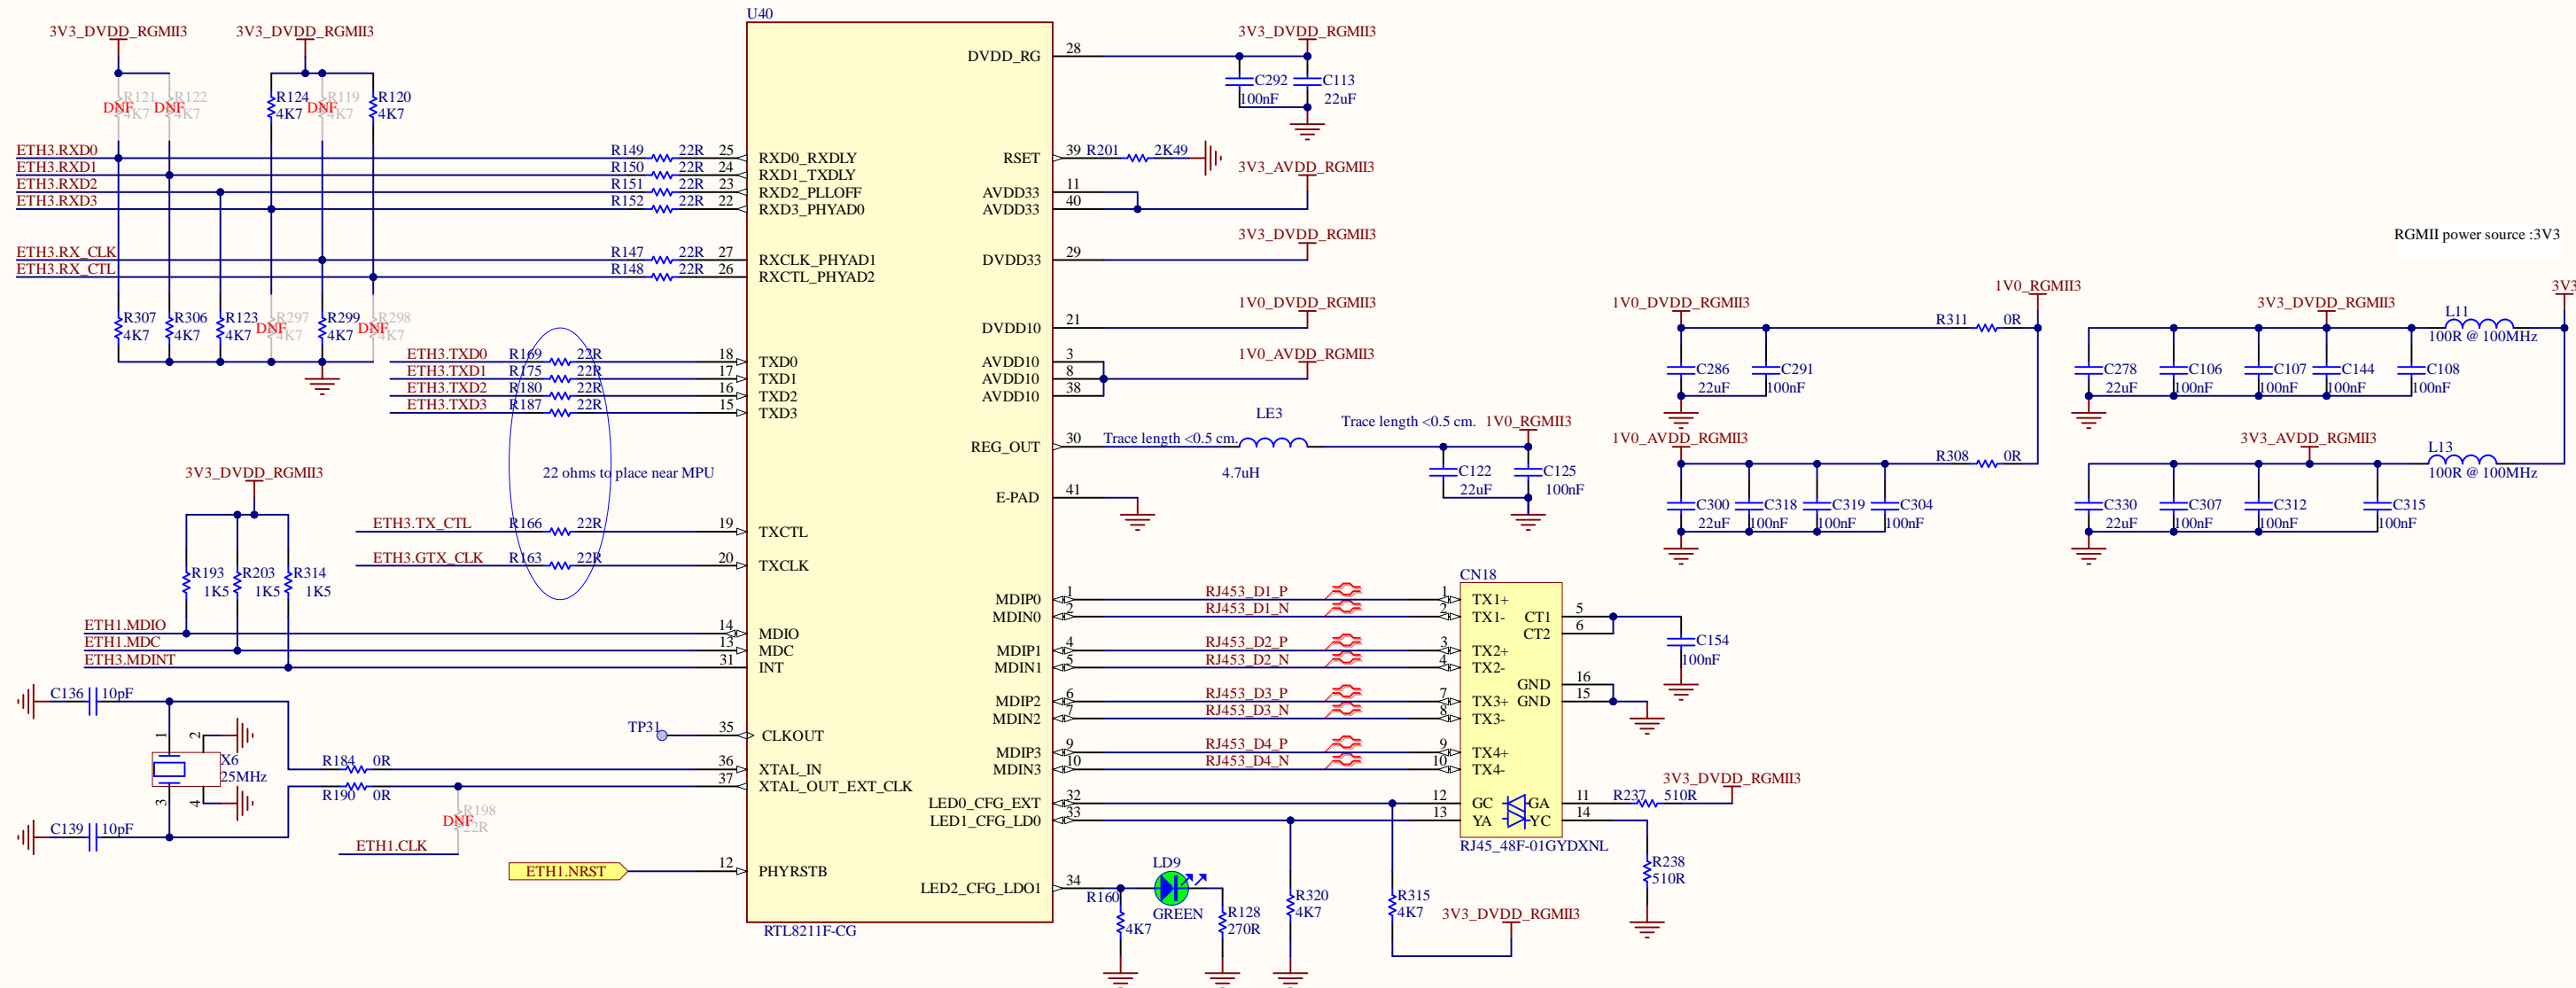 U40
3V3_DVDD_RGMII3
3V3_DVDD_RGMII3
R121
4K7
DNF
R122
4K7
DNF
R124
4K7
R119
4K7
DNF
R120
4K7
ETH3.RXD0
ETH3.RXD1
ETH3.RXD2
ETH3.RXD3
ETH3.RX_CLK
ETH3.RX_CTL
R149 22R 25 RXD0_RXDLY
R150 22R 24 RXD1_TXDLY
R151 22R 23 RXD2_PLLOFF
R152 22R 22 RXD3_PHYAD0
R147 22R 27 RXCLK_PHYAD1
R148 22R 26 RXCTL_PHYAD2
R307
4K7
R306
4K7
R123
4K7
R297
4K7
DNF
R299
4K7
R298
4K7
DNF
ETH3.TXD0 R169 22R 18 TXD0
ETH3.TXD1 R175 22R 17 TXD1
ETH3.TXD2 R180 22R 16 TXD2
ETH3.TXD3 R187 22R 15 TXD3
22 ohms to place near MPU
ETH3.TX_CTL R166 22R 19 TXCTL
ETH3.GTX_CLK R163 22R 20 TXCLK
3V3_DVDD_RGMII3
R193
1K5
R203
1K5
R314
1K5
ETH1.MDIO 14 MDIO
ETH1.MDC 13 MDC
ETH3.MDINT 31 INT
C136 10pF
1
2
X6
25MHz
3
4
C139 10pF
TP31 35 CLKOUT
R184 0R 36 XTAL_IN
R190 0R 37 XTAL_OUT_EXT_CLK
R198
22R
DNF
ETH1.CLK
ETH1.NRST 12 PHYRSTB
RTL8211F-CG
DVDD_RG 28
3V3_DVDD_RGMII3
C292
100nF
C113
22uF
RSET 39 R201 2K49
AVDD33 11
AVDD33 40
3V3_AVDD_RGMII3
DVDD33 29
3V3_DVDD_RGMII3
DVDD10 21
1V0_DVDD_RGMII3
AVDD10 3
AVDD10 8
AVDD10 38
1V0_AVDD_RGMII3
REG_OUT 30 Trace length <0.5 cm.
LE3
4.7uH
Trace length <0.5 cm. 1V0_RGMII3
C122
22uF
C125
100nF
E-PAD 41
MDIP0 1 RJ453_D1_P 1 TX1+
MDIN0 2 RJ453_D1_N 2 TX1-
MDIP1 4 RJ453_D2_P 3 TX2+
MDIN1 5 RJ453_D2_N 4 TX2-
MDIP2 6 RJ453_D3_P 7 TX3+
MDIN2 7 RJ453_D3_N 8 TX3-
MDIP3 9 RJ453_D4_P 9 TX4+
MDIN3 10 RJ453_D4_N 10 TX4-
LED0_CFG_EXT 32 12 GC
LED1_CFG_LD0 33 13 YA
LED2_CFG_LDO1 34
LD9
GREEN
R160
4K7
R128
270R
R320
4K7
R315
4K7
3V3_DVDD_RGMII3
CN18
CT1 5
CT2 6
C154
100nF
GND 16
GND 15
GA 11 R237 510R
3V3_DVDD_RGMII3
YC 14
R238
510R
RJ45_48F-01GYDXNL
1V0_DVDD_RGMII3
C286
22uF
C291
100nF
R311 0R
1V0_RGMII3
1V0_AVDD_RGMII3
R308 0R
C300
22uF
C318
100nF
C319
100nF
C304
100nF
RGMII power source :3V3
3V3
3V3_DVDD_RGMII3
L11
100R @ 100MHz
C278
22uF
C106
100nF
C107
100nF
C144
100nF
C108
100nF
3V3_AVDD_RGMII3
L13
100R @ 100MHz
C330
22uF
C307
100nF
C312
100nF
C315
100nF